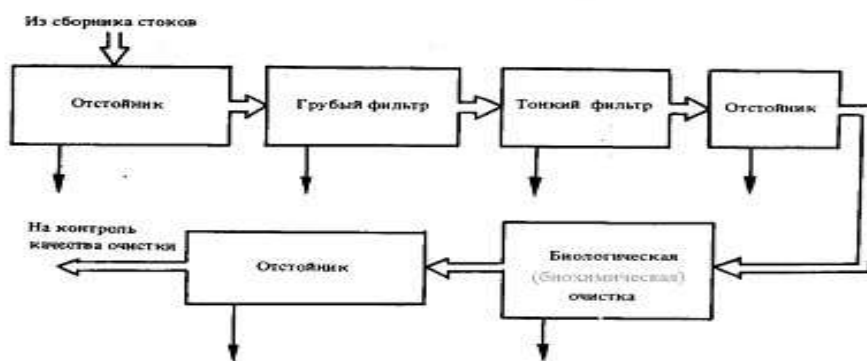 Из сборника стоков
Отстойник
Грубый фильтр
Тонкий фильтр
Отстойник
На контроль
качества очистки
Отстойник
Биологическая
(биохимическая)
очистка